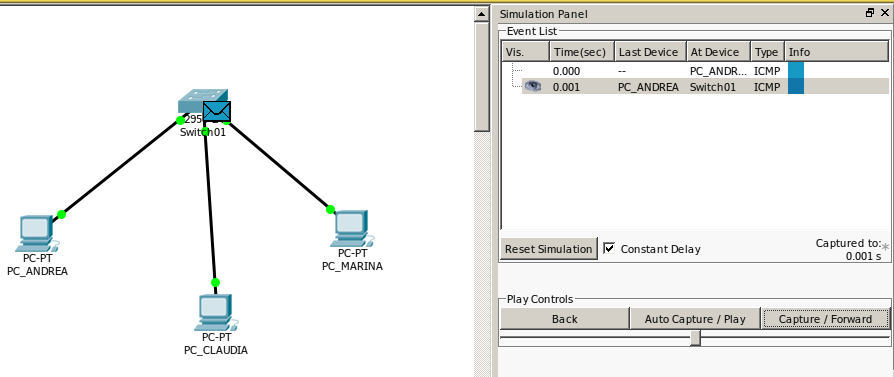 Simulation Panel
Event List
Vis. Time(sec) Last Device At Device Type Info
0.000 -- PC_ANDR... ICMP
0.001 PC_ANDREA Switch01 ICMP
Switch01
PC-PT
PC_ANDREA
PC-PT
PC_MARINA
PC-PT
PC_CLAUDIA
Reset Simulation Constant Delay Captured to:
0.001 s
Play Controls
Back Auto Capture / Play Capture / Forward